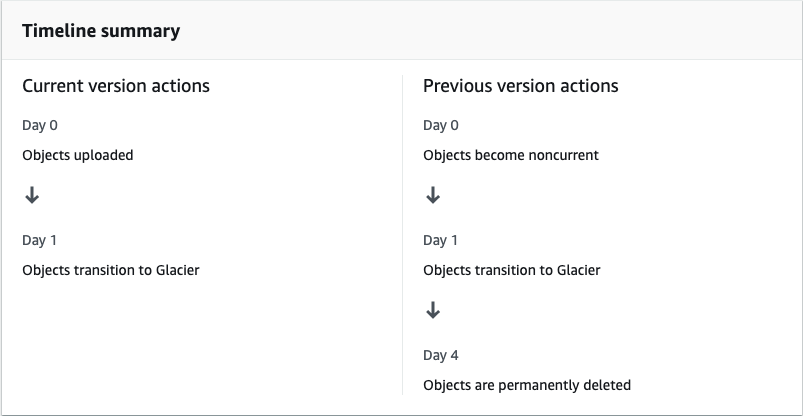 Timeline summary
Current version actions
Day 0
Objects uploaded
Day 1
Objects transition to Glacier
Previous version actions
Day 0
Objects become noncurrent
Day 1
Objects transition to Glacier
Day 4
Objects are permanently deleted